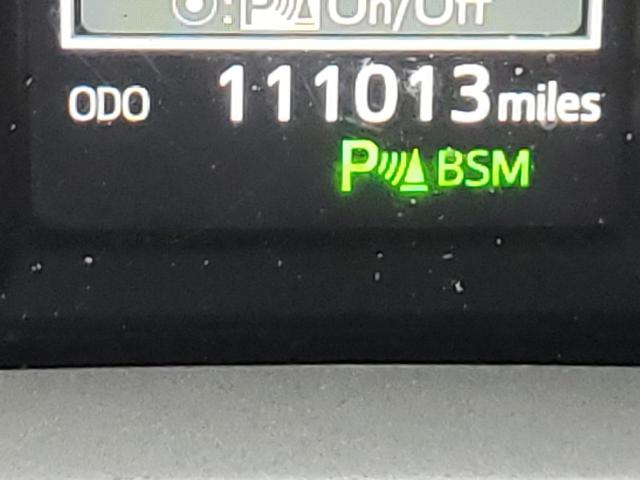 : P On/Off
ODO 111013 miles
P BSM